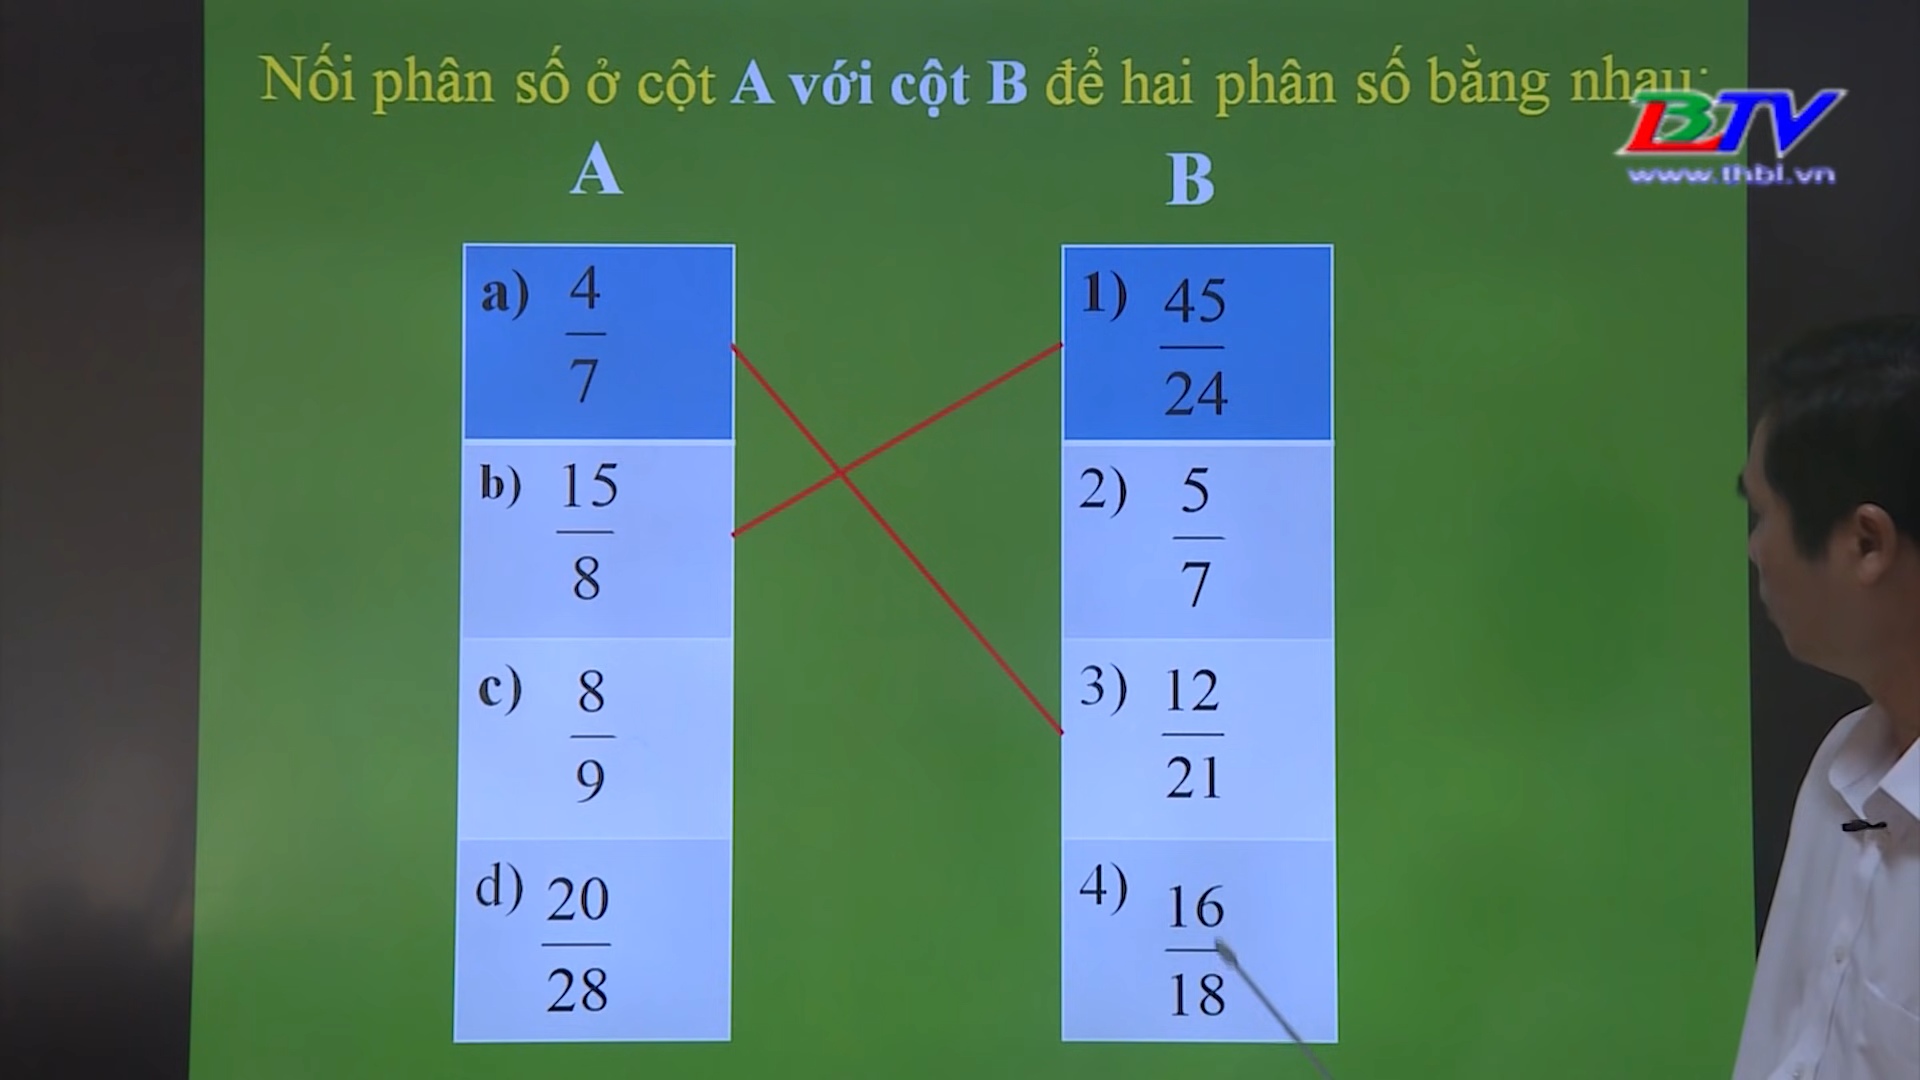 Nối phân số ở cột A với cột B để hai phân số bằng nhau:
BTV
www.thbl.vn
A
B
a) 4/7
1) 45/24
b) 15/8
2) 5/7
c) 8/9
3) 12/21
d) 20/28
4) 16/18